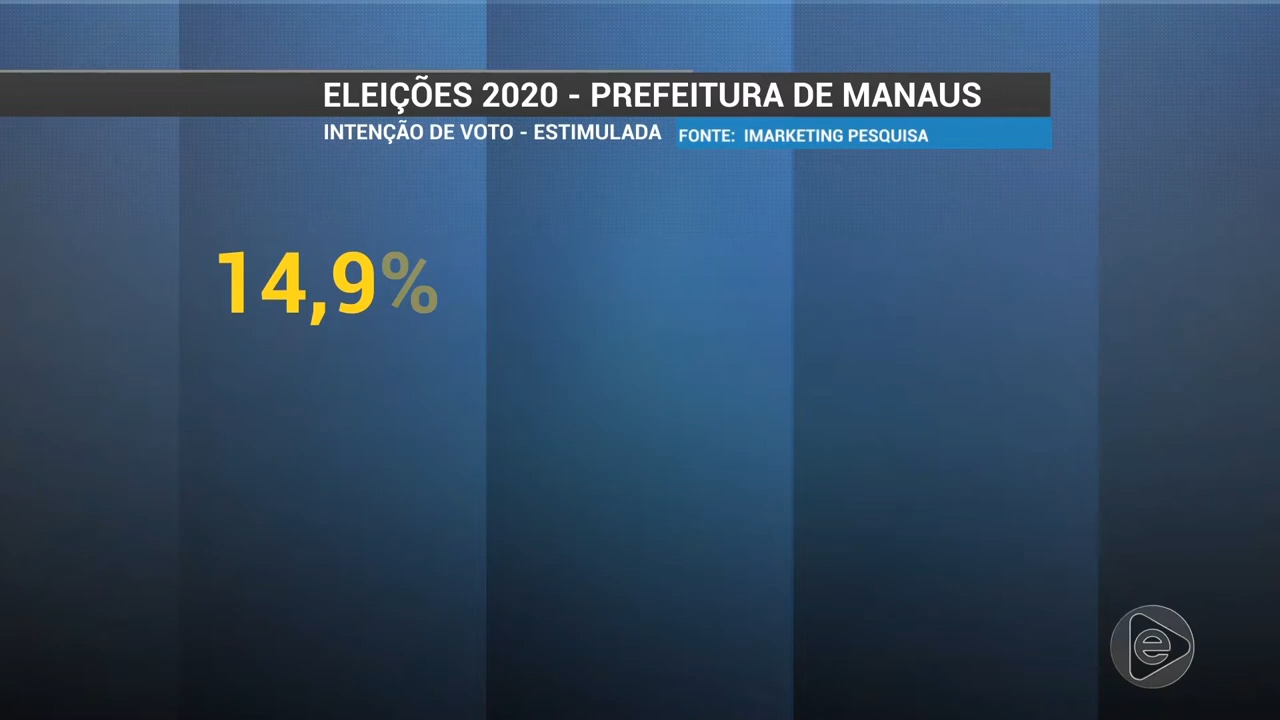 ELEIÇÕES 2020 - PREFEITURA DE MANAUS
INTENÇÃO DE VOTO - ESTIMULADA FONTE: IMARKETING PESQUISA
14,9%
e